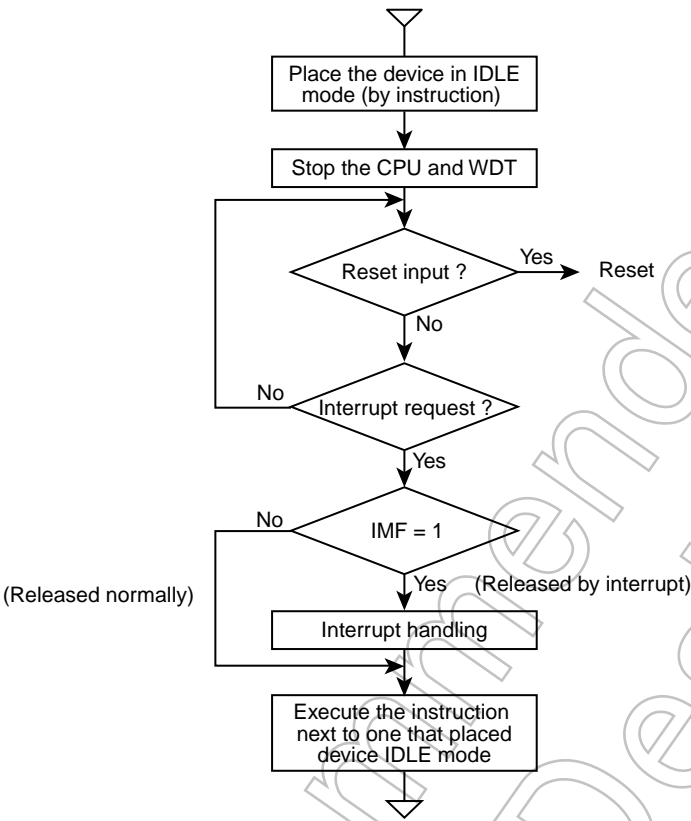 Place the device in IDLE
mode (by instruction)
Stop the CPU and WDT
Reset input ?
Yes
Reset
No
No
Interrupt request ?
Yes
No
IMF = 1
(Released normally)
Yes
(Released by interrupt)
Interrupt handling
Execute the instruction
next to one that placed
device IDLE mode